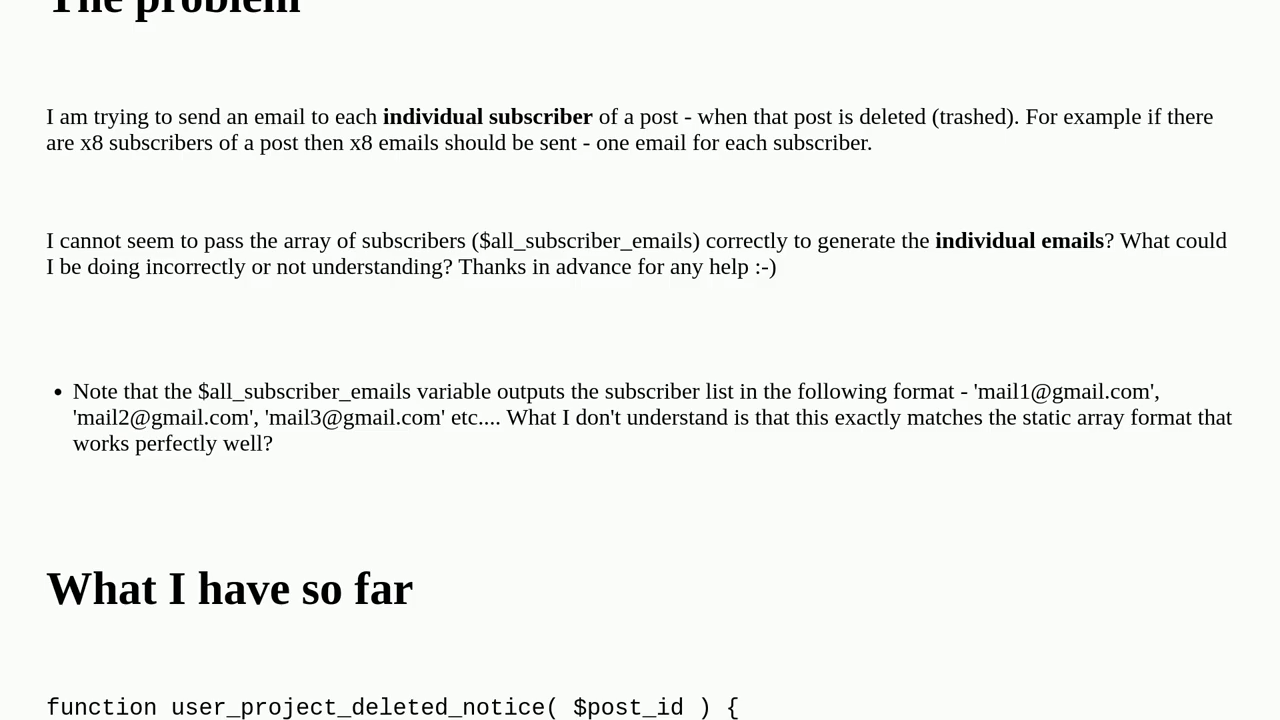 The problem
I am trying to send an email to each individual subscriber of a post - when that post is deleted (trashed). For example if there
are x8 subscribers of a post then x8 emails should be sent - one email for each subscriber.
I cannot seem to pass the array of subscribers ($all_subscriber_emails) correctly to generate the individual emails? What could
I be doing incorrectly or not understanding? Thanks in advance for any help :-)
• Note that the $all_subscriber_emails variable outputs the subscriber list in the following format - 'mail1@gmail.com',
'mail2@gmail.com', 'mail3@gmail.com' etc.... What I don't understand is that this exactly matches the static array format that
works perfectly well?
What I have so far
function user_project_deleted_notice( $post_id ) {